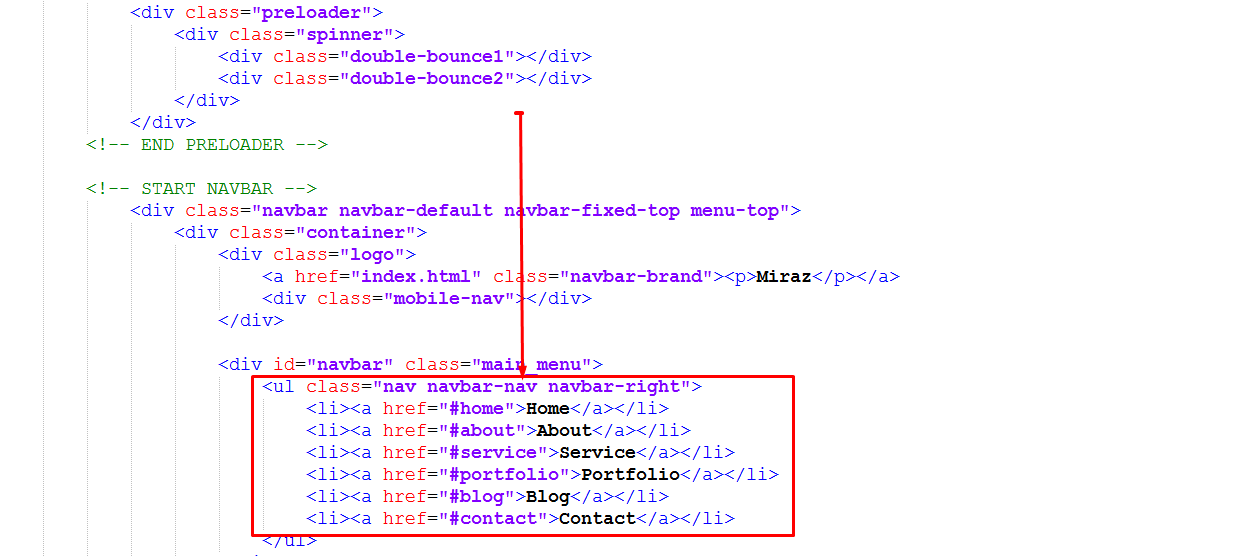 <div class="preloader">
<div class="spinner">
<div class="double-bounce1"></div>
<div class="double-bounce2"></div>
</div>
</div>
<!-- END PRELOADER -->
<!-- START NAVBAR -->
<div class="navbar navbar-default navbar-fixed-top menu-top">
<div class="container">
<div class="logo">
<a href="index.html" class="navbar-brand"><p>Miraz</p></a>
<div class="mobile-nav"></div>
</div>
<div id="navbar" class="main_menu">
<ul class="nav navbar-nav navbar-right">
<li><a href="#home">Home</a></li>
<li><a href="#about">About</a></li>
<li><a href="#service">Service</a></li>
<li><a href="#portfolio">Portfolio</a></li>
<li><a href="#blog">Blog</a></li>
<li><a href="#contact">Contact</a></li>
</ul>